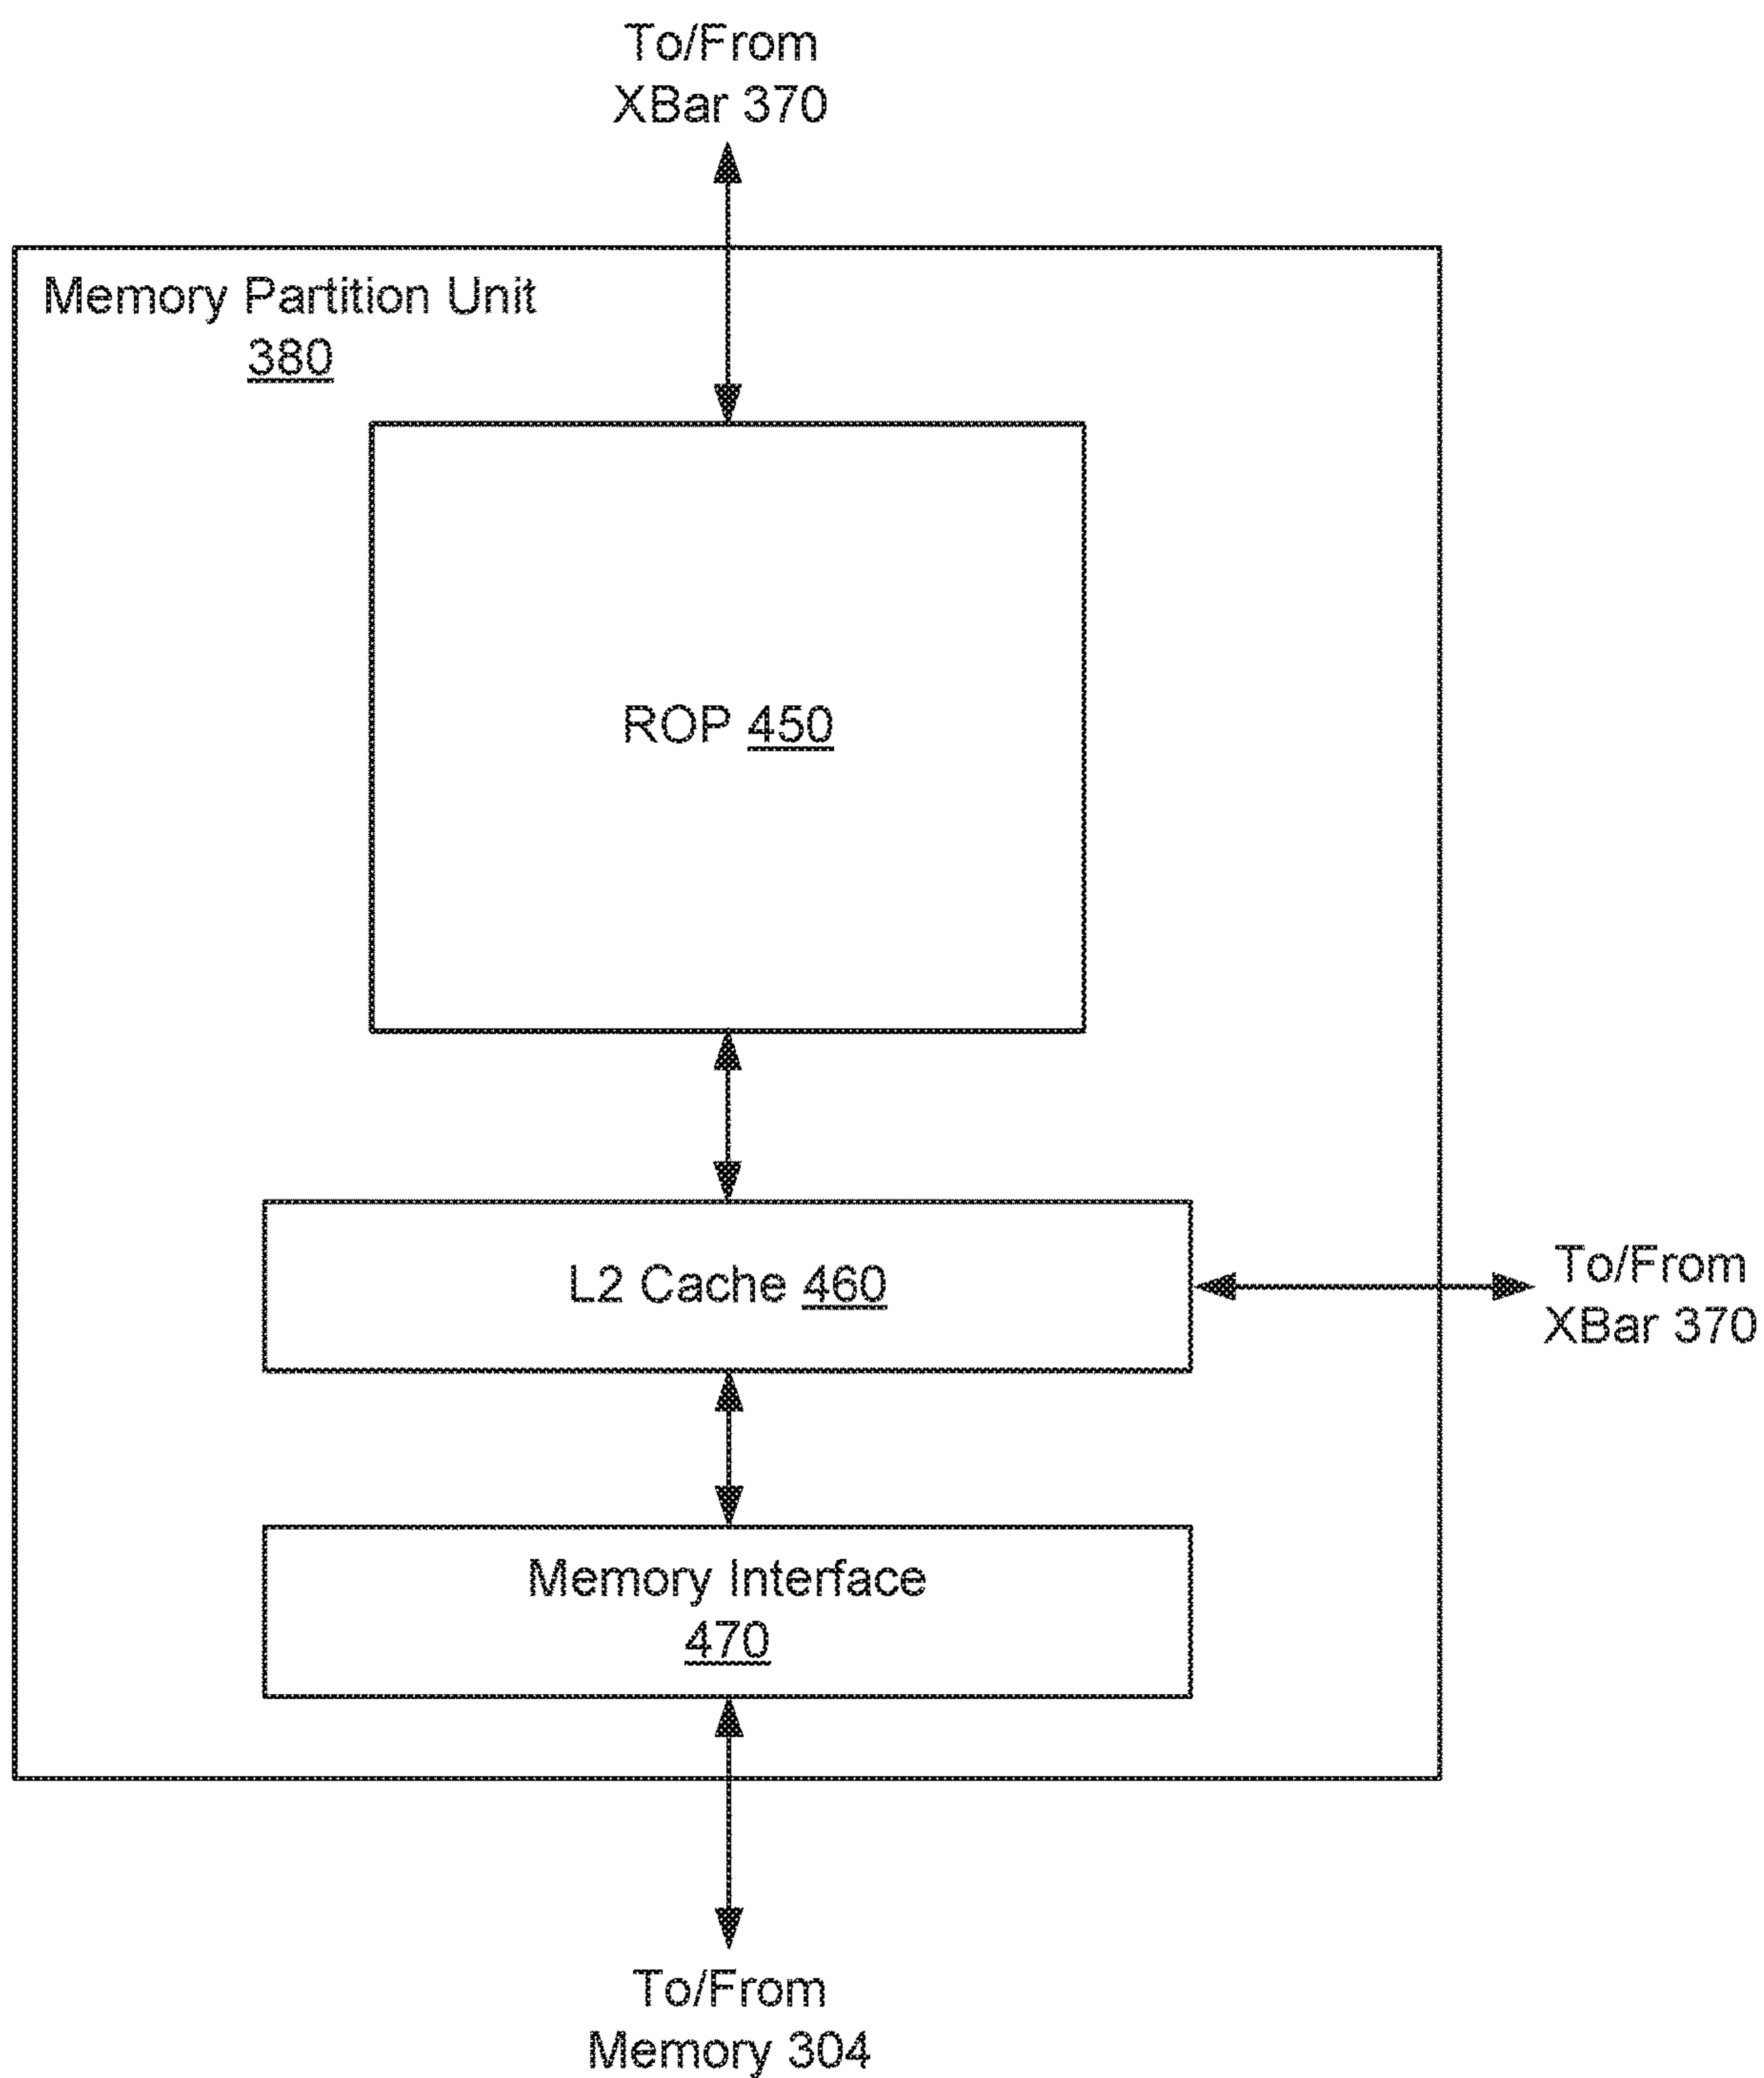 To/From
XBar 370
Memory Partition Unit
380
ROP 450
L2 Cache 460
To/From
XBar 370
Memory Interface
470
To/From
Memory 304